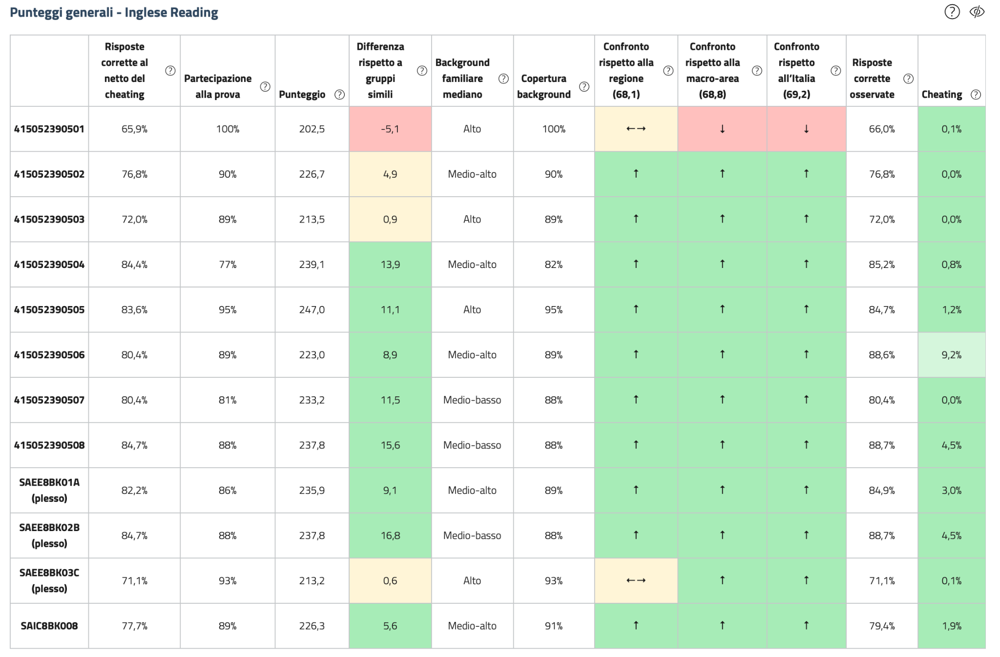 Punteggi generali - Inglese Reading
Risposte corrette al netto del cheating ? Partecipazione alla prova ? Punteggio ? Differenza rispetto a gruppi simili ? Background familiare mediano ? Copertura background ? Confronto rispetto alla regione (68,1) ? Confronto rispetto alla macro-area (68,8) ? Confronto rispetto all'Italia (69,2) ? Risposte corrette osservate ? Cheating ?
415052390501 65,9% 100% 202,5 -5,1 Alto 100% ←→ ↓ ↓ 66,0% 0,1%
415052390502 76,8% 90% 226,7 4,9 Medio-alto 90% ↑ ↑ ↑ 76,8% 0,0%
415052390503 72,0% 89% 213,5 0,9 Alto 89% ↑ ↑ ↑ 72,0% 0,0%
415052390504 84,4% 77% 239,1 13,9 Medio-alto 82% ↑ ↑ ↑ 85,2% 0,8%
415052390505 83,6% 95% 247,0 11,1 Alto 95% ↑ ↑ ↑ 84,7% 1,2%
415052390506 80,4% 89% 223,0 8,9 Medio-alto 89% ↑ ↑ ↑ 88,6% 9,2%
415052390507 80,4% 81% 233,2 11,5 Medio-basso 88% ↑ ↑ ↑ 80,4% 0,0%
415052390508 84,7% 88% 237,8 15,6 Medio-basso 88% ↑ ↑ ↑ 88,7% 4,5%
SAEE8BK01A (plesso) 82,2% 86% 235,9 9,1 Medio-alto 89% ↑ ↑ ↑ 84,9% 3,0%
SAEE8BK02B (plesso) 84,7% 88% 237,8 16,8 Medio-basso 88% ↑ ↑ ↑ 88,7% 4,5%
SAEE8BK03C (plesso) 71,1% 93% 213,2 0,6 Alto 93% ←→ ↑ ↑ 71,1% 0,1%
SAIC8BK008 77,7% 89% 226,3 5,6 Medio-alto 91% ↑ ↑ ↑ 79,4% 1,9%